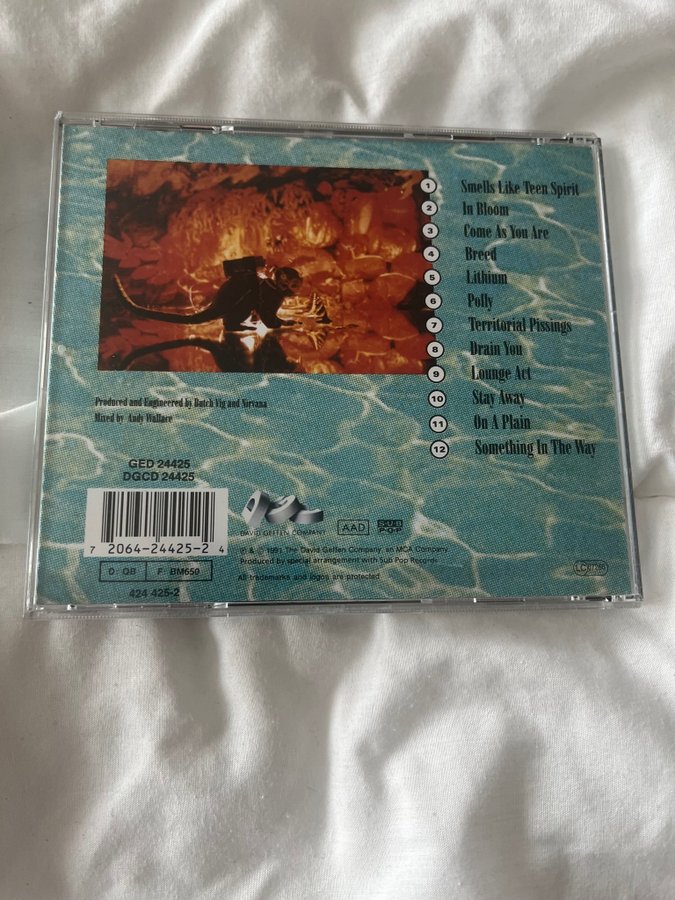 1 Smells Like Teen Spirit
2 In Bloom
3 Come As You Are
4 Breed
5 Lithium
6 Polly
7 Territorial Pissings
8 Drain You
9 Lounge Act
10 Stay Away
11 On A Plain
12 Something In The Way
Produced and Engineered by Butch Vig and Nirvana
Mixed by Andy Wallace
GED 24425
DGCD 24425
7 2064-24425-2 4
D: QB F: BM650
424 425-2
DAVID GEFFEN COMPANY
AAD
SUB
POP
℗ & © 1991 The David Geffen Company, an MCA Company
Produced by special arrangement with Sub Pop Records
All trademarks and logos are protected